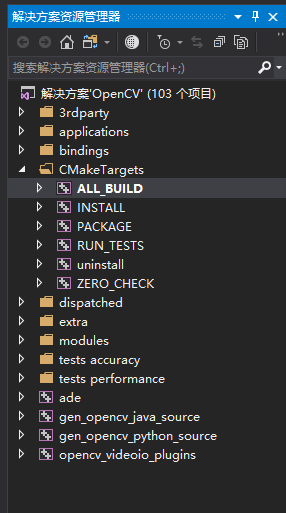 解决方案资源管理器
搜索解决方案资源管理器(Ctrl+;)
解决方案'OpenCV' (103 个项目)
3rdparty
applications
bindings
CMakeTargets
ALL_BUILD
INSTALL
PACKAGE
RUN_TESTS
uninstall
ZERO_CHECK
dispatched
extra
modules
tests accuracy
tests performance
ade
gen_opencv_java_source
gen_opencv_python_source
opencv_videoio_plugins